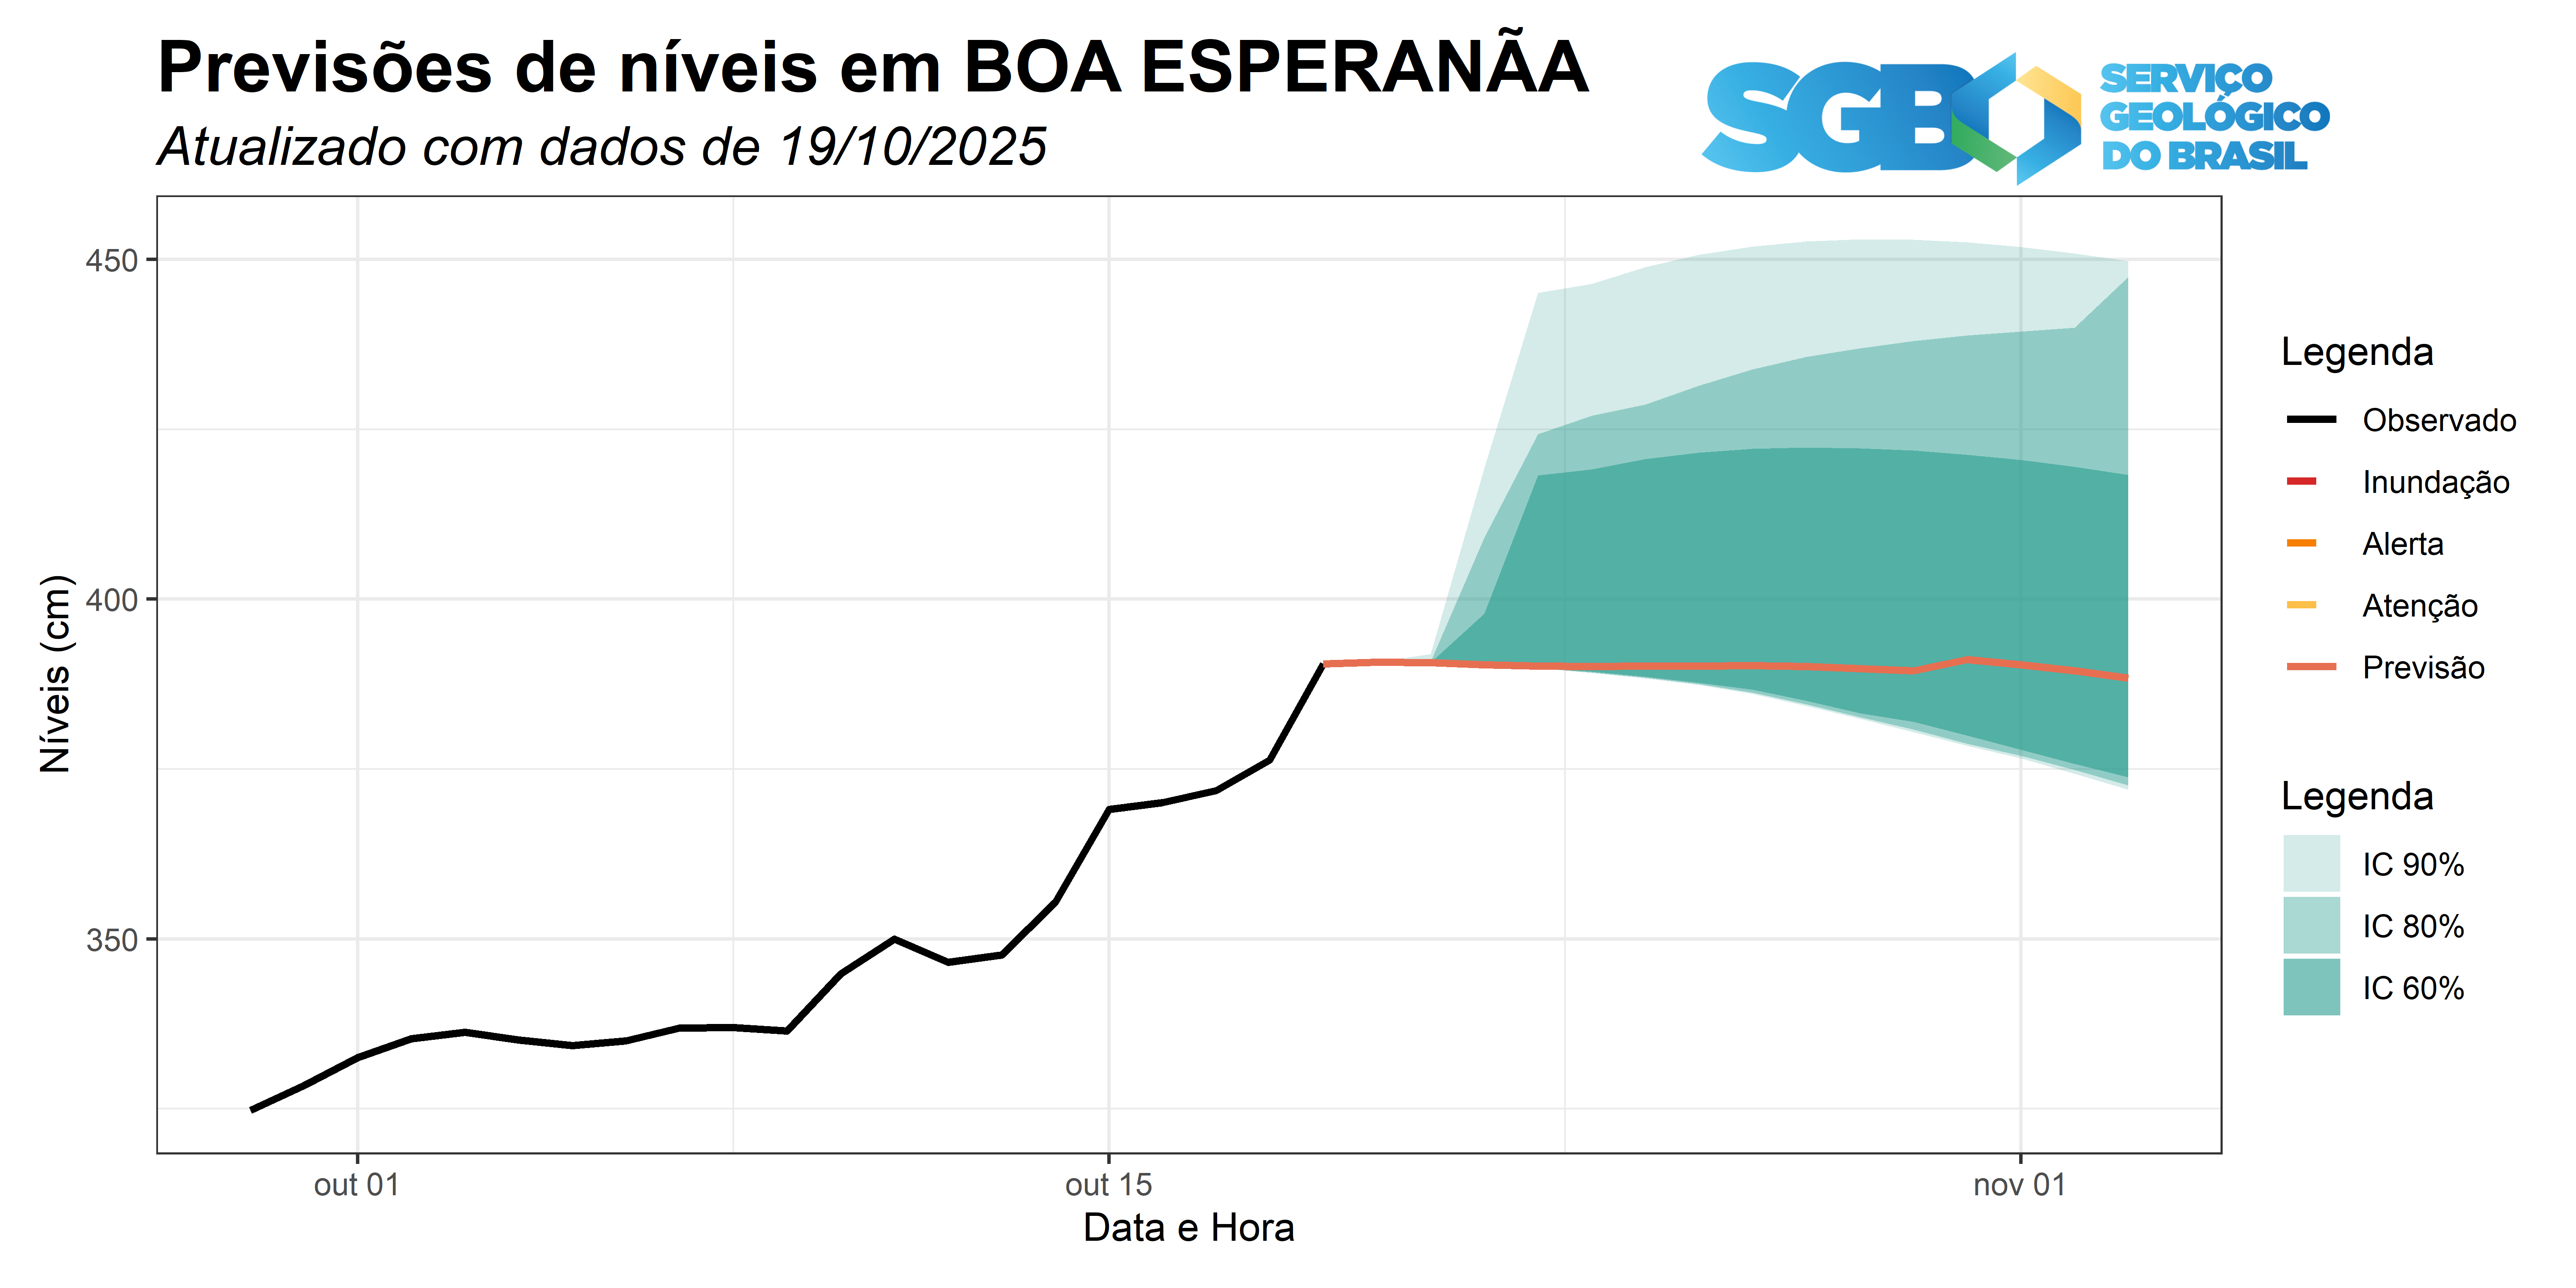 Previsões de níveis em BOA ESPERANÃA
Atualizado com dados de 19/10/2025
SGB
SERVIÇO
GEOLÓGICO
DO BRASIL
Níveis (cm)
450
400
350
out 01
out 15
nov 01
Data e Hora
Legenda
Observado
Inundação
Alerta
Atenção
Previsão
Legenda
IC 90%
IC 80%
IC 60%